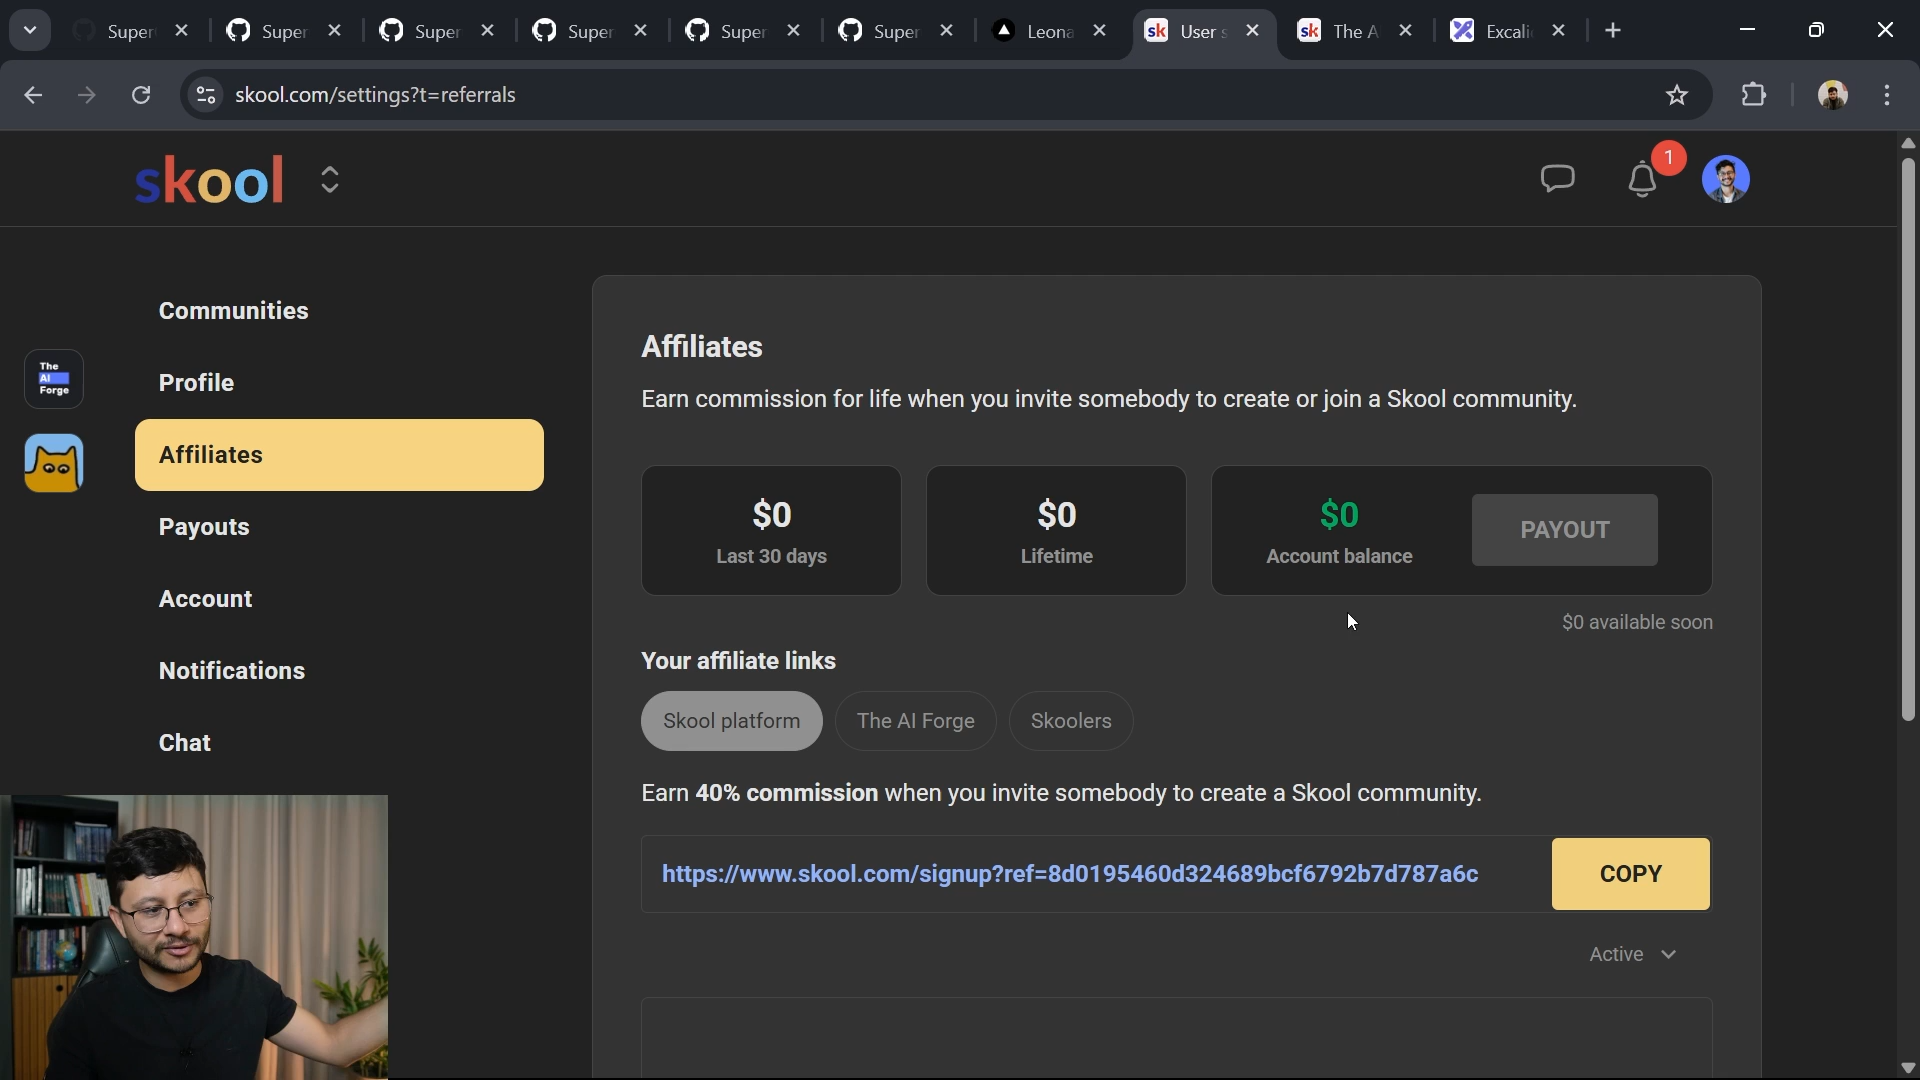 Super
Super
Super
Super
Super
Super
Leona
User s
The A
Excali
skool.com/settings?t=referrals
skool
1
Communities
The
AI
Forge
Profile
Affiliates
Payouts
Account
Notifications
Chat
Affiliates
Earn commission for life when you invite somebody to create or join a Skool community.
$0
Last 30 days
$0
Lifetime
$0
Account balance
PAYOUT
$0 available soon
Your affiliate links
Skool platform
The AI Forge
Skoolers
Earn 40% commission when you invite somebody to create a Skool community.
https://www.skool.com/signup?ref=8d0195460d324689bcf6792b7d787a6c
COPY
Active